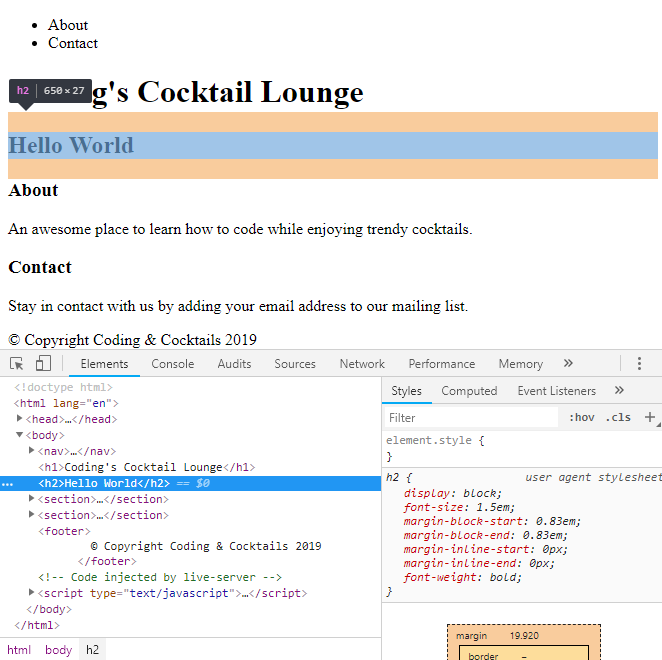 About
Contact
h2 650×27
g's Cocktail Lounge
Hello World
About
An awesome place to learn how to code while enjoying trendy cocktails.
Contact
Stay in contact with us by adding your email address to our mailing list.
© Copyright Coding & Cocktails 2019
Elements Console Audits Sources Network Performance Memory »
<!doctype html>
<html lang="en">
<head>…</head>
<body>
<nav>…</nav>
<h1>Coding's Cocktail Lounge</h1>
… <h2>Hello World</h2> == $0
<section>…</section>
<section>…</section>
<footer>
© Copyright Coding & Cocktails 2019
</footer>
<!-- Code injected by live-server -->
<script type="text/javascript">…</script>
</body>
</html>
html body h2
Styles Computed Event Listeners »
Filter :hov .cls +
element.style {
}
h2 { user agent stylesheet
display: block;
font-size: 1.5em;
margin-block-start: 0.83em;
margin-block-end: 0.83em;
margin-inline-start: 0px;
margin-inline-end: 0px;
font-weight: bold;
}
margin 19.920
border –